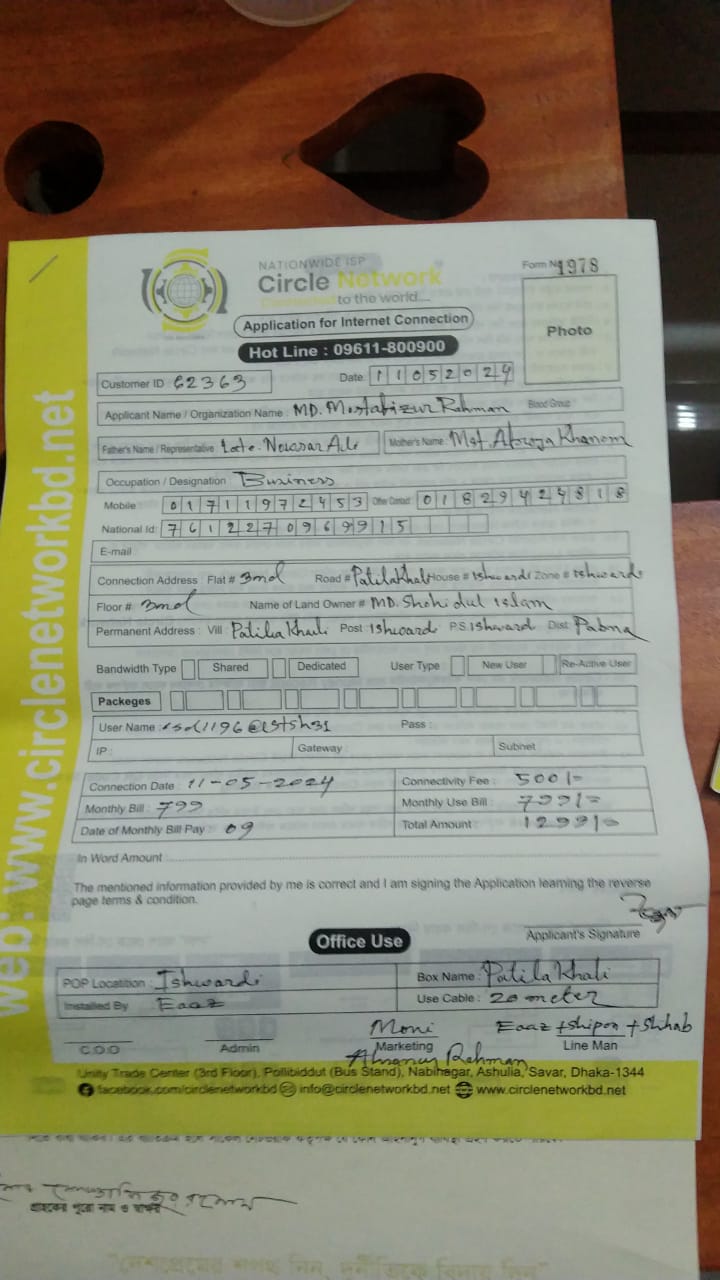 NATIONWIDE ISP
Circle Network
Connected to the world....
Form No 1978
Photo
Application for Internet Connection
Hot Line : 09611-800900
Customer ID 62363 Date: 11052024
Applicant Name / Organization Name : MD. Mostafizur Rahman Blood Group
Father's Name / Representative Late. Mother's Name : Mst. Khanom
Occupation / Designation Business
Mobile 01711972453 Other Contact 01829424818
National Id: 7612270969915
E-mail
Connection Address : Flat # 3rd Road # PatilaKhali House # Ishwardi Zone # Ishwardi
Floor # 3rd Name of Land Owner # MD. Shohidul Islam
Permanent Address : Vill PatilaKhali Post Ishwardi P.S Ishwardi Dist Pabna
Bandwidth Type Shared Dedicated User Type New User Re-Active User
Packeges
User Name : Pass :
IP : Gateway : Subnet
Connection Date : 11-05-2024 Connectivity Fee : 500/=
Monthly Bill : 799 Monthly Use Bill : 799/=
Date of Monthly Bill Pay : 09 Total Amount : 1299/=
In Word Amount
The mentioned information provided by me is correct and I am signing the Application learning the reverse
page terms & condition.
Applicant's Signature
Office Use
POP Locatition : Ishwardi Box Name : PatilaKhali
Installed By Eaaz Use Cable : 20 meter
Moni Eaaz + Shipon + Shihab
C.O.O Admin Marketing Line Man
Rahman
Unity Trade Center (3rd Floor), Pollibiddut (Bus Stand), Nabinagar, Ashulia, Savar, Dhaka-1344
facebook.com/circlenetworkbd info@circlenetworkbd.net www.circlenetworkbd.net
web: www.circlenetworkbd.net
গ্রাহকের পুরো নাম ও স্বাক্ষর
"দেশপ্রেমের শপথ নিন, দুর্নীতিকে বিদায় দিন"